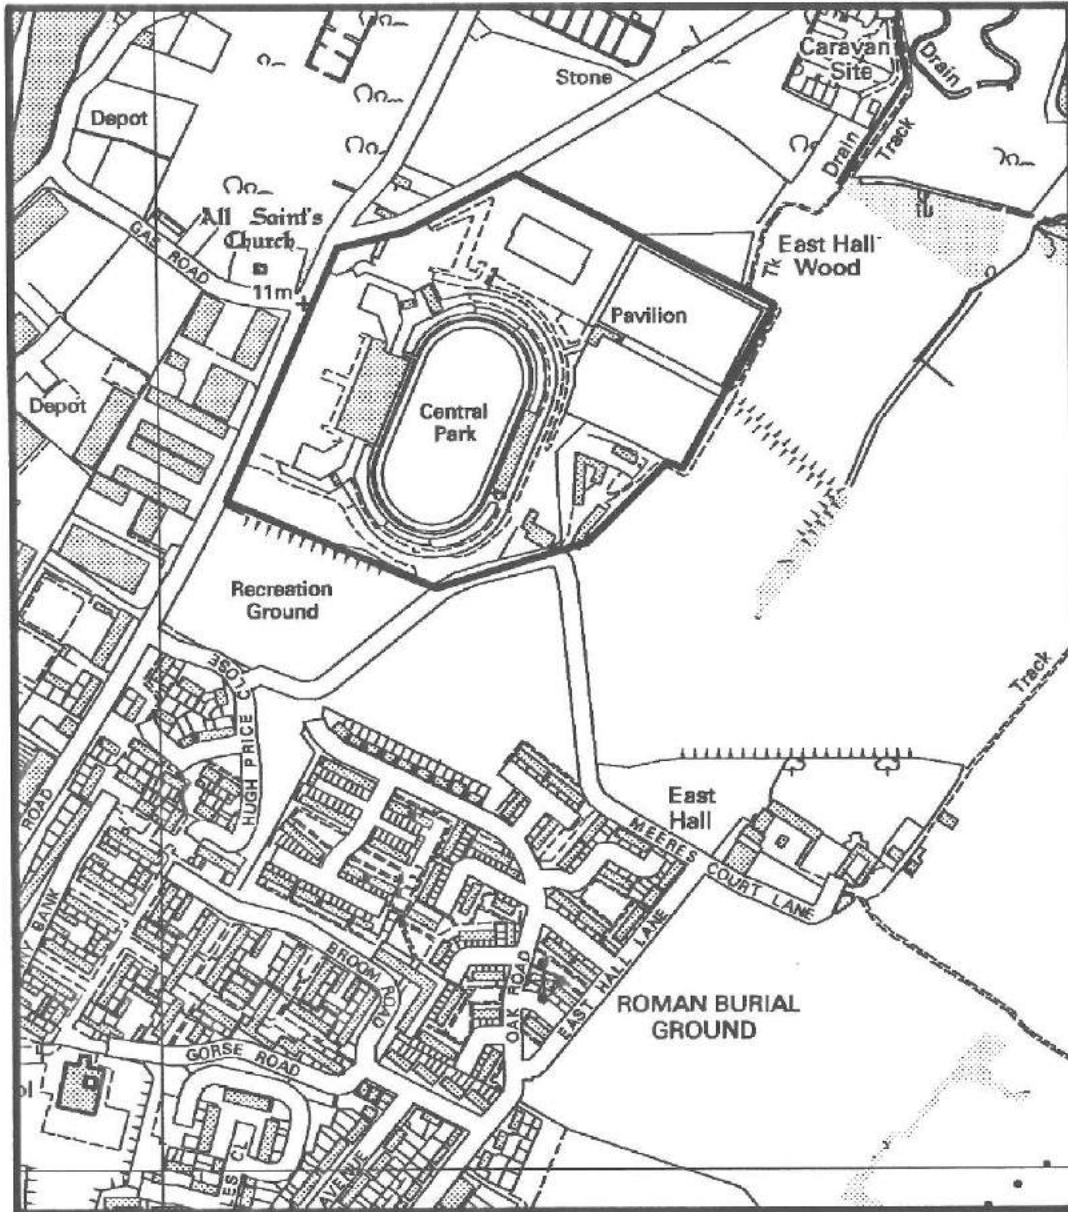 Caravan
Site
Drain
Stone
Depot
Drain
Track
All Saint's
Church
GAS ROAD
11m
East Hall
Wood
Tk
Pavilion
Depot
Central
Park
Recreation
Ground
Track
CLOSE
HUGH PRICE
ROAD
East
Hall
MEERES
COURT LANE
BANK
BROOM ROAD
OAK ROAD
EAST HALL LANE
ROMAN BURIAL
GROUND
GORSE ROAD
CL
AVENUE